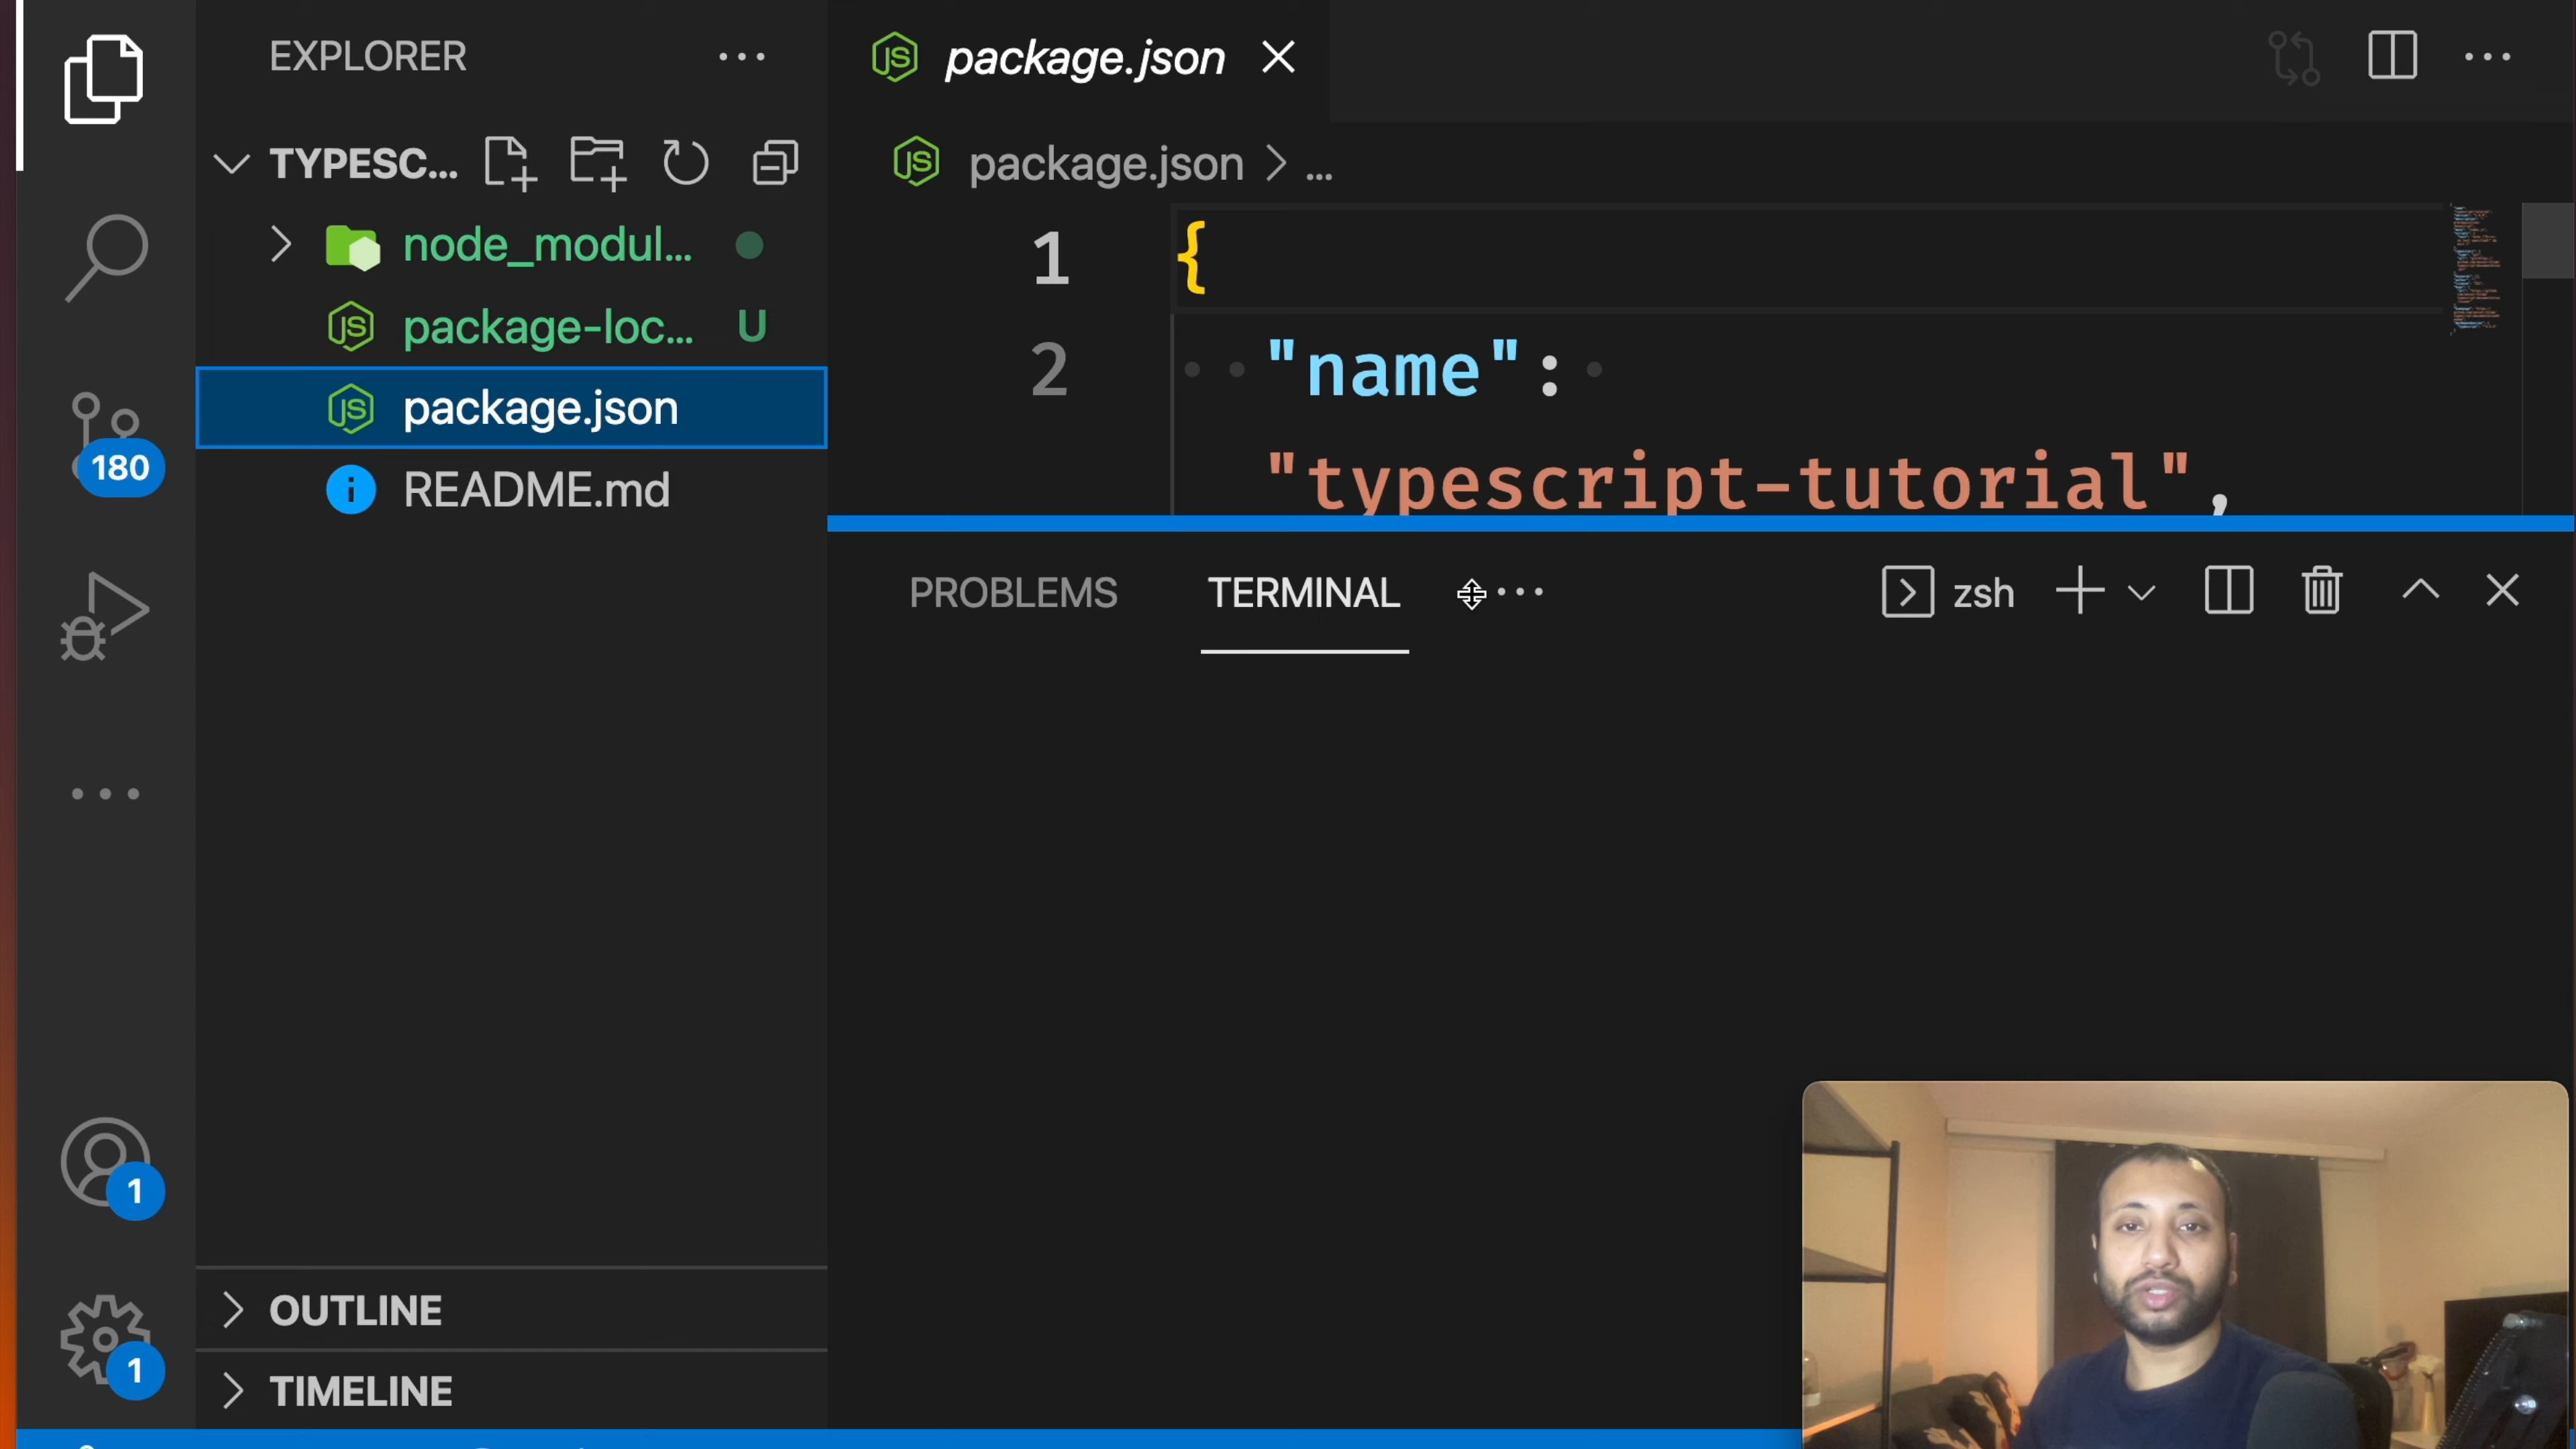 EXPLORER
TYPESC...
node_modul...
package-loc... U
package.json
README.md
180
1
1
OUTLINE
TIMELINE
package.json
package.json > ...
1 {
2 "name":
"typescript-tutorial",
PROBLEMS TERMINAL
zsh